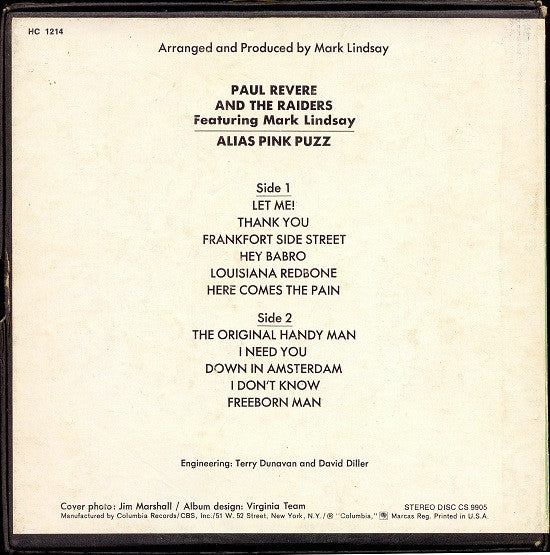 HC 1214
Arranged and Produced by Mark Lindsay
PAUL REVERE
AND THE RAIDERS
Featuring Mark Lindsay
ALIAS PINK PUZZ
Side 1
LET ME!
THANK YOU
FRANKFORT SIDE STREET
HEY BABRO
LOUISIANA REDBONE
HERE COMES THE PAIN
Side 2
THE ORIGINAL HANDY MAN
I NEED YOU
DOWN IN AMSTERDAM
I DON'T KNOW
FREEBORN MAN
Engineering: Terry Dunavan and David Diller
Cover photo: Jim Marshall / Album design: Virginia Team
STEREO DISC CS 9905
Manufactured by Columbia Records/CBS, Inc./51 W. 52 Street, New York, N.Y./® "Columbia," Marcas Reg. Printed in U.S.A.